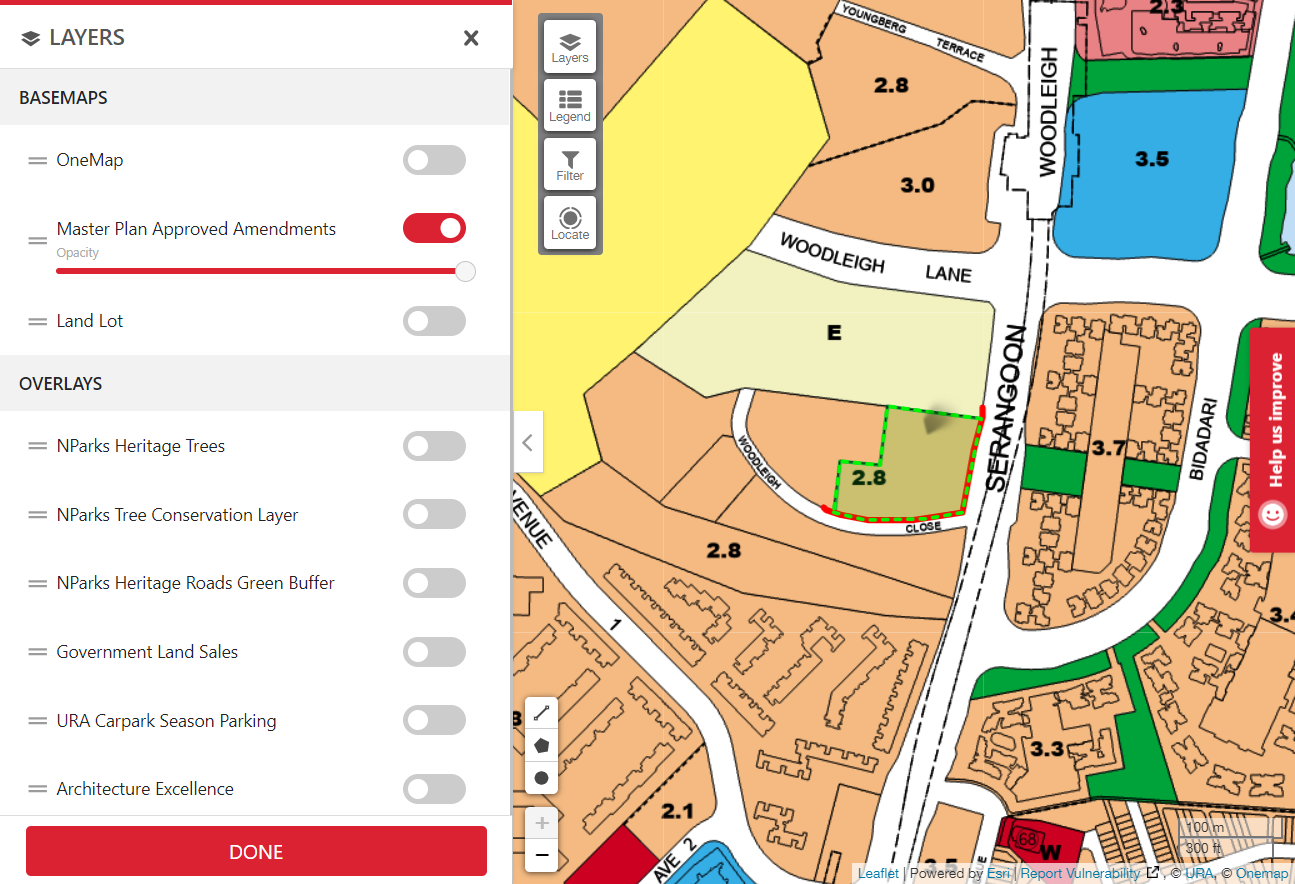 LAYERS
BASEMAPS
OneMap
Master Plan Approved Amendments
Opacity
Land Lot
OVERLAYS
NParks Heritage Trees
NParks Tree Conservation Layer
NParks Heritage Roads Green Buffer
Government Land Sales
URA Carpark Season Parking
Architecture Excellence
DONE
Layers
Legend
Filter
Locate
YOUNGBERG TERRACE
2.3
2.8
WOODLEIGH
3.5
3.0
WOODLEIGH LANE
E
SERANGOON
BIDADARI
3.7
WOODLEIGH
2.8
CLOSE
2.8
VENUE
1
3.4
3.3
2.1
AVE 2
68
W
3.5
Help us improve
100 m
300 ft
Leaflet | Powered by Esri | Report Vulnerability , © URA, © Onemap